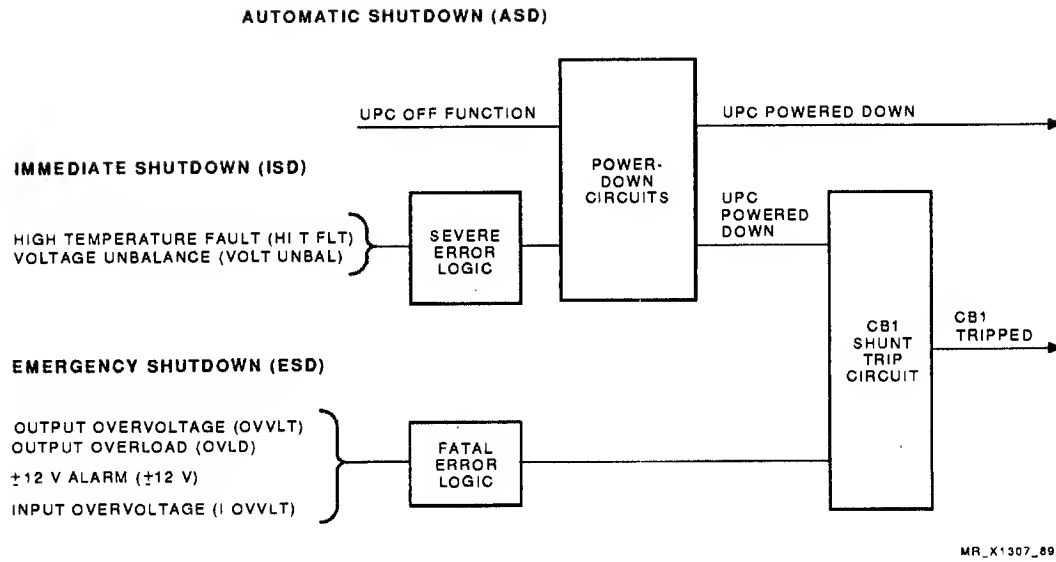 AUTOMATIC SHUTDOWN (ASD)
UPC OFF FUNCTION
UPC POWERED DOWN
POWER-
DOWN
CIRCUITS
IMMEDIATE SHUTDOWN (ISD)
HIGH TEMPERATURE FAULT (HI T FLT)
VOLTAGE UNBALANCE (VOLT UNBAL)
SEVERE
ERROR
LOGIC
UPC
POWERED
DOWN
CB1
SHUNT
TRIP
CIRCUIT
CB1
TRIPPED
EMERGENCY SHUTDOWN (ESD)
OUTPUT OVERVOLTAGE (OVVLT)
OUTPUT OVERLOAD (OVLD)
±12 V ALARM (±12 V)
INPUT OVERVOLTAGE (I OVVLT)
FATAL
ERROR
LOGIC
MR_X1307_89